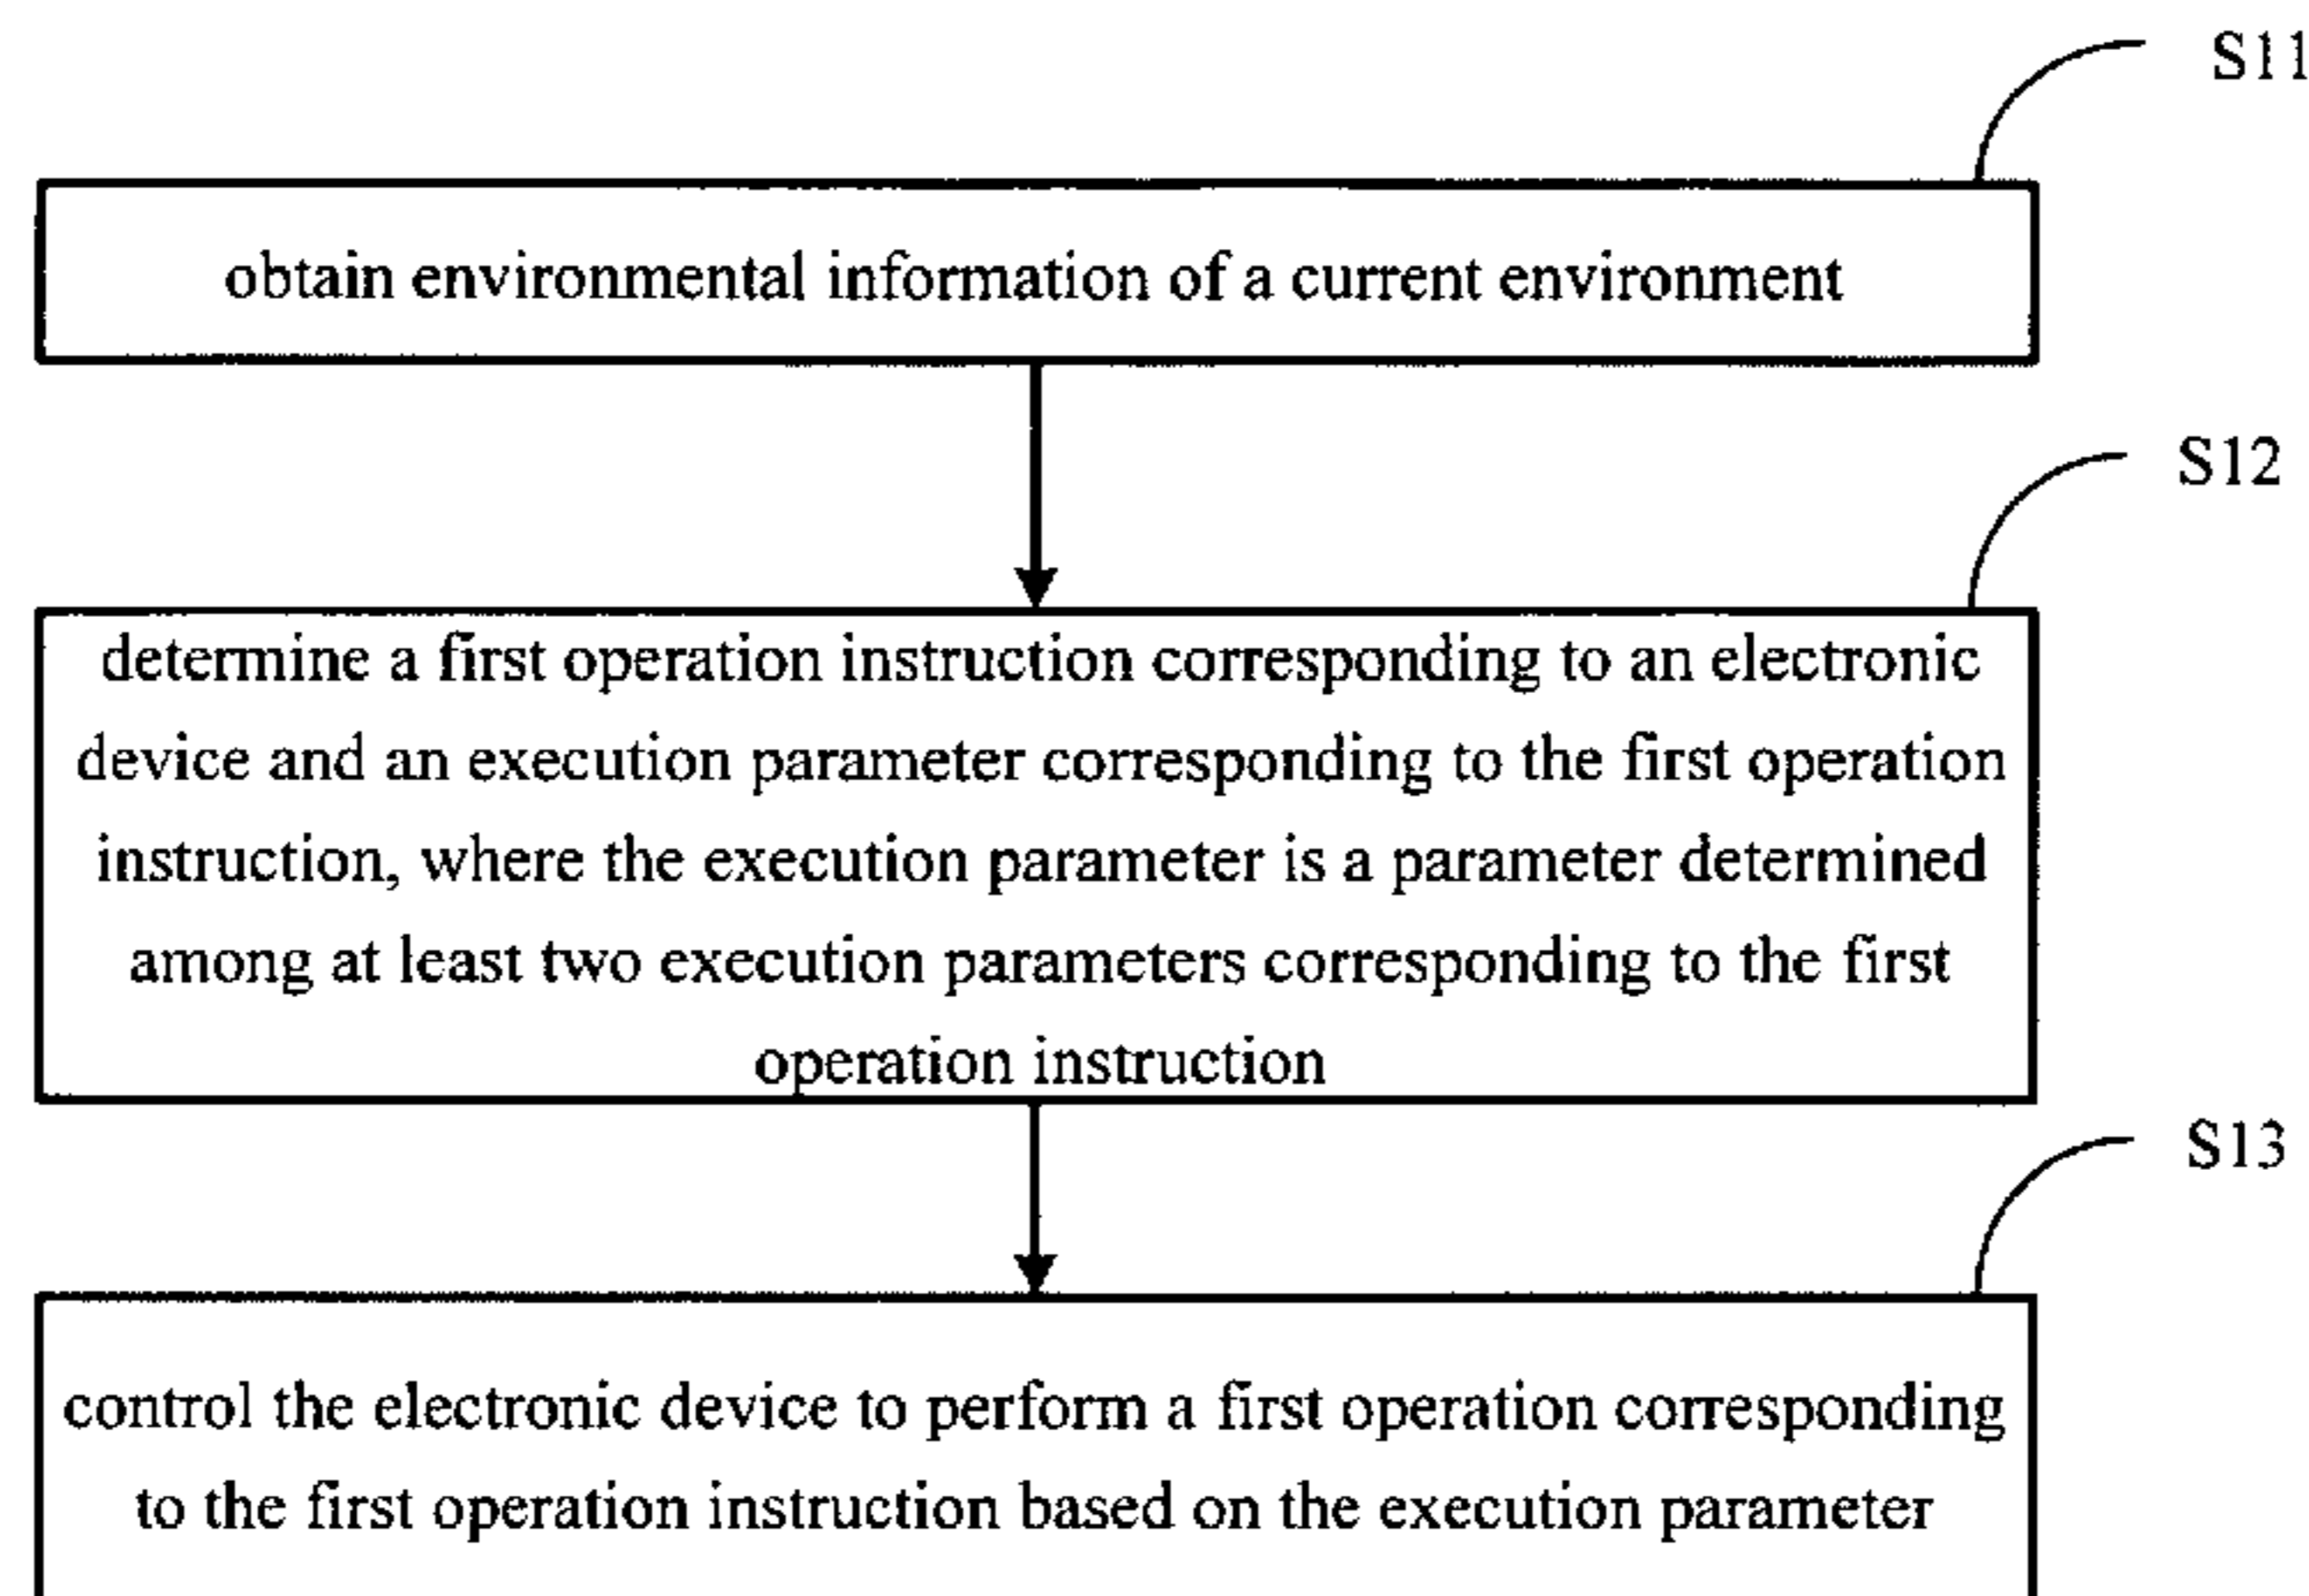 S11
obtain environmental information of a current environment
S12
determine a first operation instruction corresponding to an electronic
device and an execution parameter corresponding to the first operation
instruction, where the execution parameter is a parameter determined
among at least two execution parameters corresponding to the first
operation instruction
S13
control the electronic device to perform a first operation corresponding
to the first operation instruction based on the execution parameter